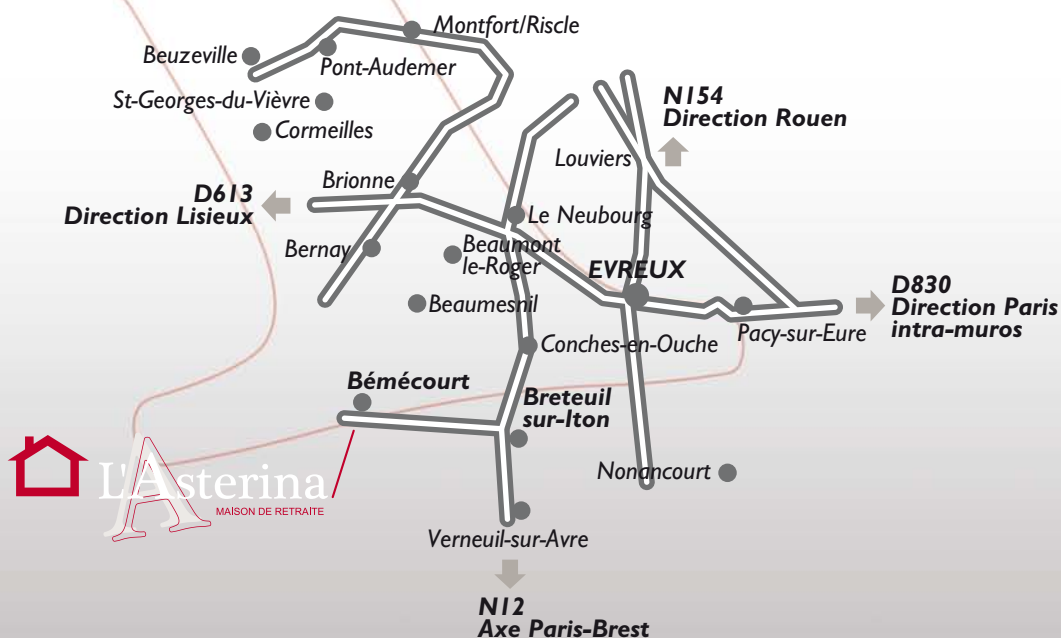 Montfort/Riscle
Beuzeville
Pont-Audemer
St-Georges-du-Vièvre
Cormeilles
N154
Direction Rouen
Louviers
Brionne
D613
Direction Lisieux
Le Neubourg
Bernay
Beaumont
le-Roger
EVREUX
Beaumesnil
D830
Direction Paris
intra-muros
Pacy-sur-Eure
Conches-en-Ouche
Bémécourt
Breteuil
sur-Iton
Nonancourt
L'Asterina
MAISON DE RETRAITE
Verneuil-sur-Avre
N12
Axe Paris-Brest